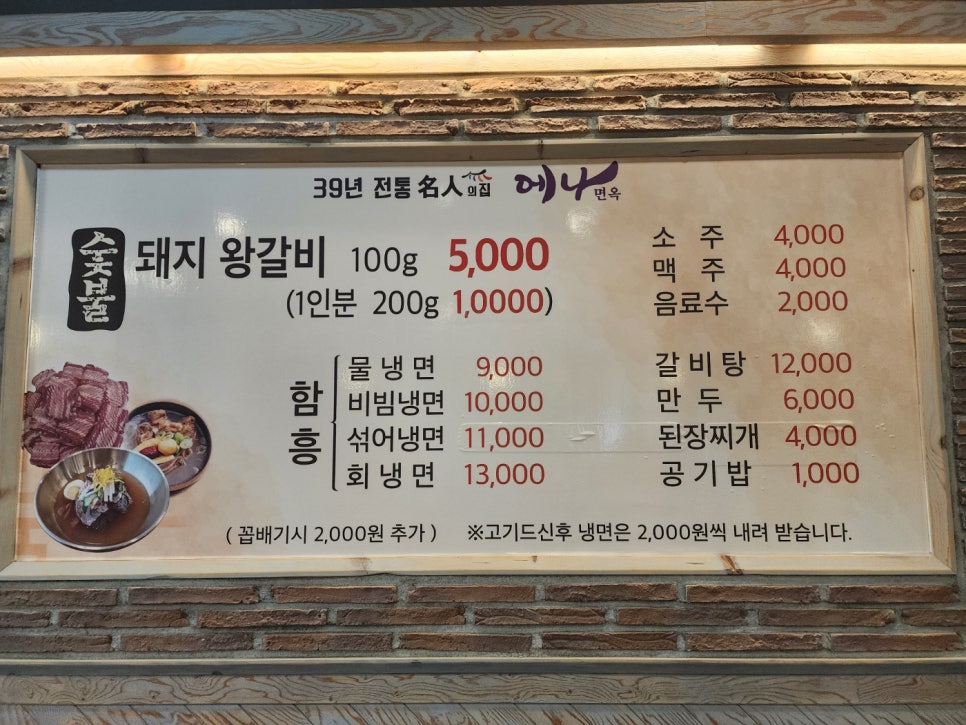 39년 전통 名人의집 에나면옥
숯불 돼지 왕갈비 100g 5,000
(1인분 200g 1,0000)
소 주 4,000
맥 주 4,000
음료수 2,000
함흥
물 냉 면 9,000
비빔냉면 10,000
섞어냉면 11,000
회 냉 면 13,000
갈 비 탕 12,000
만 두 6,000
된장찌개 4,000
공 기 밥 1,000
( 꼽배기시 2,000원 추가 ) ※고기드신후 냉면은 2,000원씩 내려 받습니다.